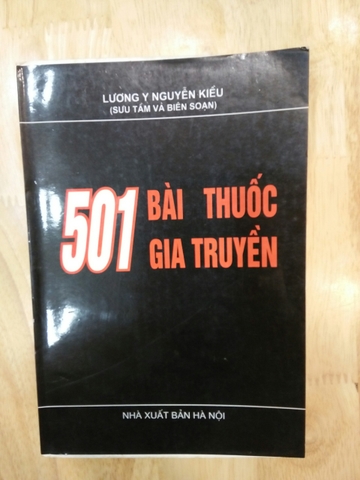 LƯƠNG Y NGUYỄN KIỀU
(SƯU TẦM VÀ BIÊN SOẠN)
501 BÀI THUỐC
GIA TRUYỀN
NHÀ XUẤT BẢN HÀ NỘI